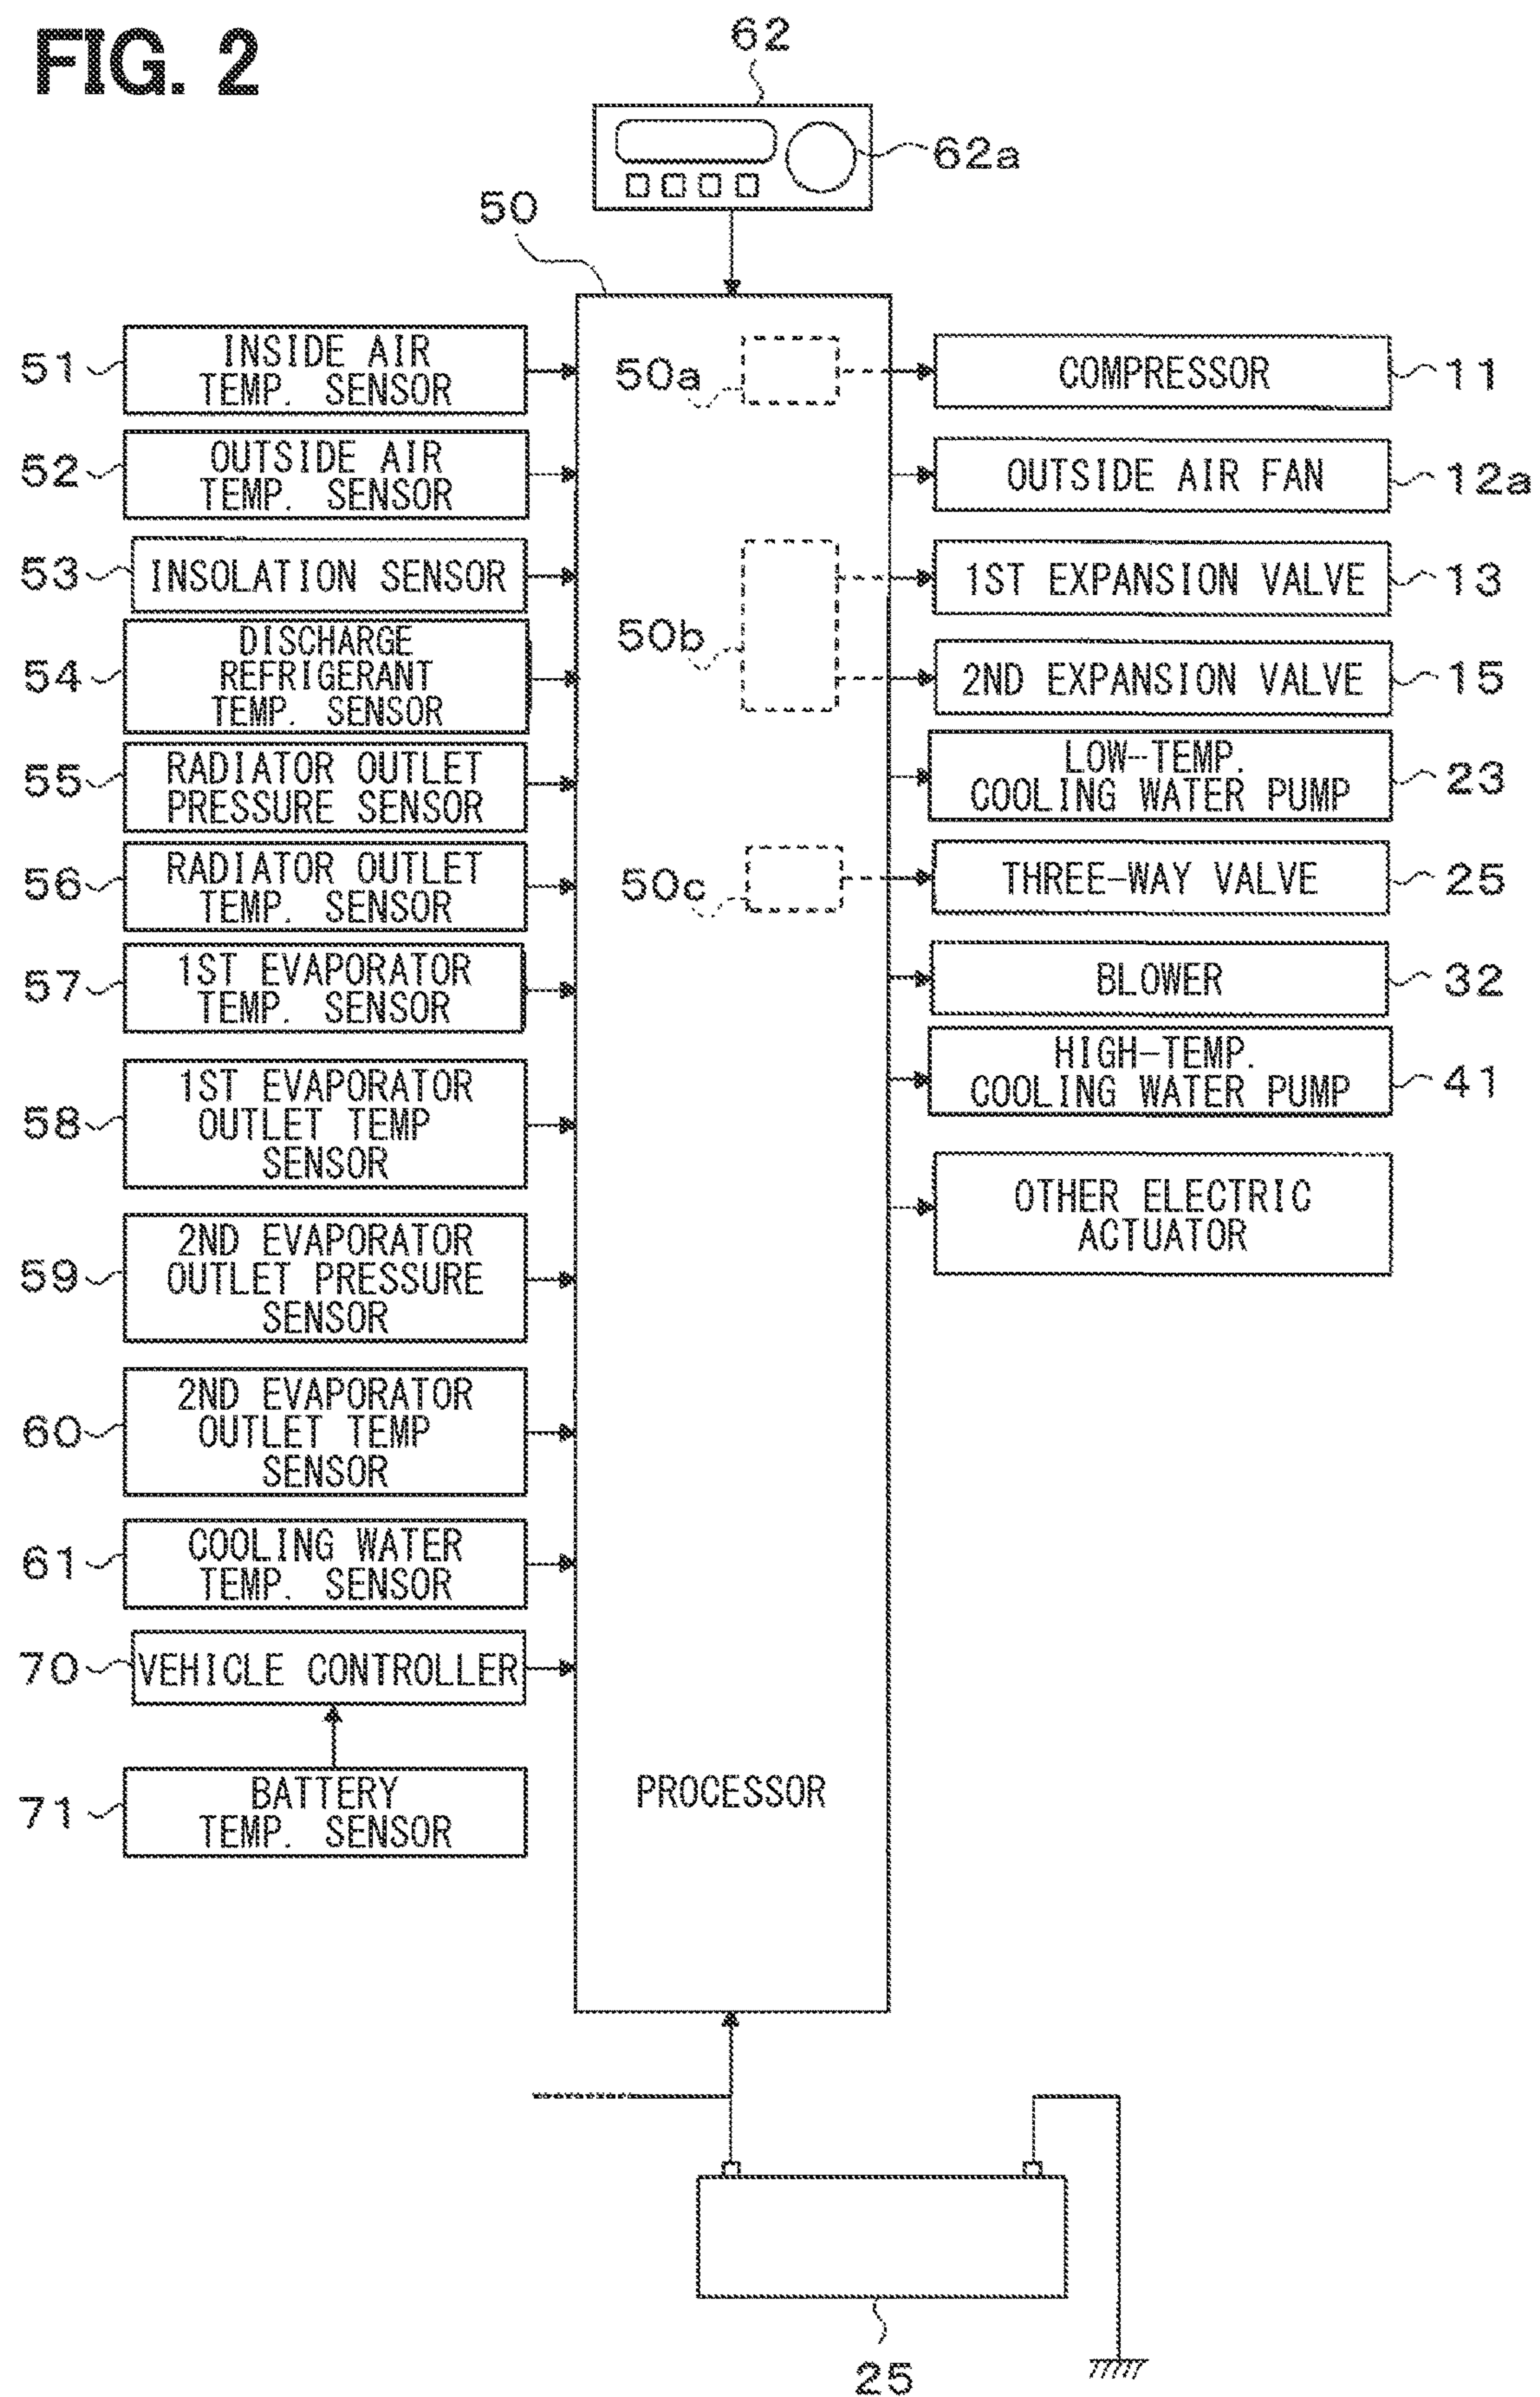 FIG. 2
62
62a
50
51
INSIDE AIR
TEMP. SENSOR
52
OUTSIDE AIR
TEMP. SENSOR
53
INSOLATION SENSOR
54
DISCHARGE
REFRIGERANT
TEMP. SENSOR
55
RADIATOR OUTLET
PRESSURE SENSOR
56
RADIATOR OUTLET
TEMP. SENSOR
57
1ST EVAPORATOR
TEMP. SENSOR
58
1ST EVAPORATOR
OUTLET TEMP
SENSOR
59
2ND EVAPORATOR
OUTLET PRESSURE
SENSOR
60
2ND EVAPORATOR
OUTLET TEMP
SENSOR
61
COOLING WATER
TEMP. SENSOR
70
VEHICLE CONTROLLER
71
BATTERY
TEMP. SENSOR
50a
50b
50c
PROCESSOR
COMPRESSOR
11
OUTSIDE AIR FAN
12a
1ST EXPANSION VALVE
13
2ND EXPANSION VALVE
15
LOW-TEMP.
COOLING WATER PUMP
23
THREE-WAY VALVE
25
BLOWER
32
HIGH-TEMP.
COOLING WATER PUMP
41
OTHER ELECTRIC
ACTUATOR
25